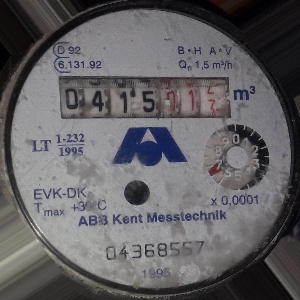 D 92
6.131.92
B • H A • V
Qn 1,5 m³/h
0415113 m³
LT 1-232
1995
EVK-DK
Tmax +30°C
x 0,0001
ABB Kent Messtechnik
04368557
1995